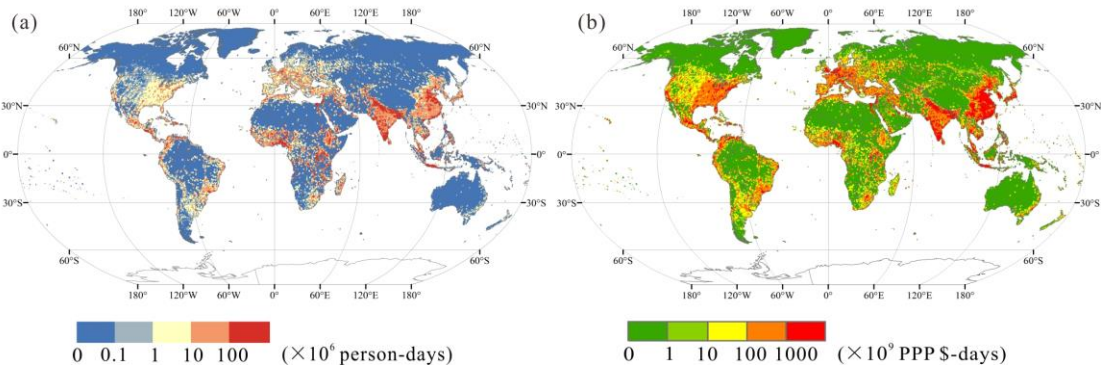 (a)
180° 120°W 60°W 0° 60°E 120°E 180°
60°N 60°N
30°N 30°N
0° 0°
30°S 30°S
60°S 60°S
180° 120°W 60°W 0° 60°E 120°E 180°
0 0.1 1 10 100 (×10⁶ person-days)
(b)
180° 120°W 60°W 0° 60°E 120°E 180°
60°N 60°N
30°N 30°N
0° 0°
30°S 30°S
60°S 60°S
180° 120°W 60°W 0° 60°E 120°E 180°
0 1 10 100 1000 (×10⁹ PPP $-days)